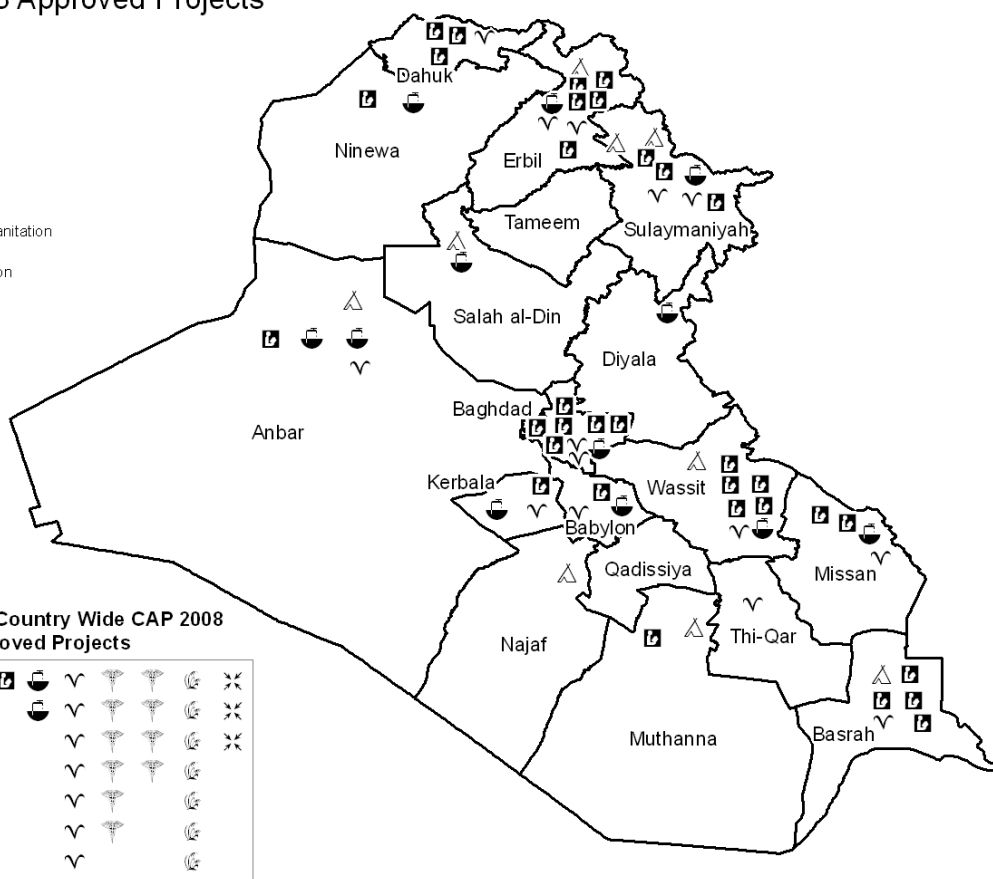 8 Approved Projects
Dahuk
Ninewa
Erbil
Tameem
Sulaymaniyah
anitation
on
Salah al-Din
Diyala
Baghdad
Anbar
Kerbala
Wassit
Babylon
Qadissiya
Missan
Country Wide CAP 2008
oved Projects
Najaf
Thi-Qar
Muthanna
Basrah